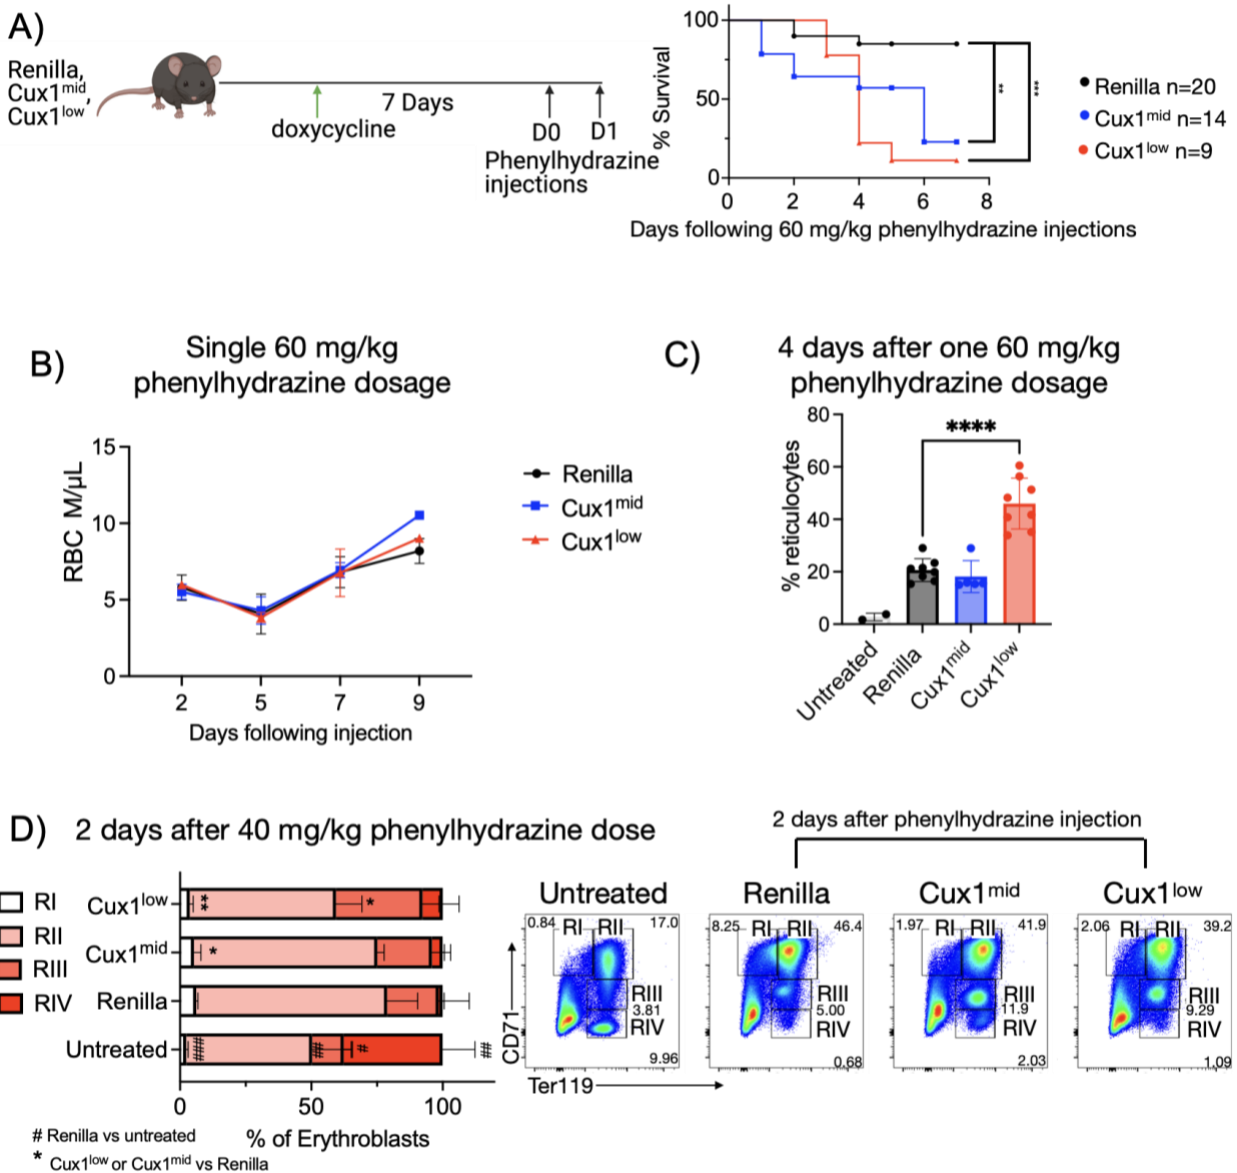 A)
Renilla,
Cux1mid,
Cux1low
7 Days
doxycycline
D0 D1
Phenylhydrazine
injections
% Survival
100
50
0
0 2 4 6 8
Days following 60 mg/kg phenylhydrazine injections
**
***
Renilla n=20
Cux1mid n=14
Cux1low n=9
B)
Single 60 mg/kg
phenylhydrazine dosage
RBC M/µL
15
10
5
0
2 5 7 9
Days following injection
Renilla
Cux1mid
Cux1low
C)
4 days after one 60 mg/kg
phenylhydrazine dosage
% reticulocytes
80
60
40
20
0
****
Untreated
Renilla
Cux1mid
Cux1low
D) 2 days after 40 mg/kg phenylhydrazine dose
RI
RII
RIII
RIV
Cux1low
Cux1mid
Renilla
Untreated
**
*
*
#
##
0 50 100
% of Erythroblasts
# Renilla vs untreated
* Cux1low or Cux1mid vs Renilla
2 days after phenylhydrazine injection
Untreated Renilla Cux1mid Cux1low
0.84 RI RII 17.0
RIII
3.81
RIV
9.96
8.25 RI RII 46.4
RIII
5.00
RIV
0.68
1.97 RI RII 41.9
RIII
11.9
RIV
2.03
2.06 RI RII 39.2
RIII
9.29
RIV
1.09
CD71
Ter119